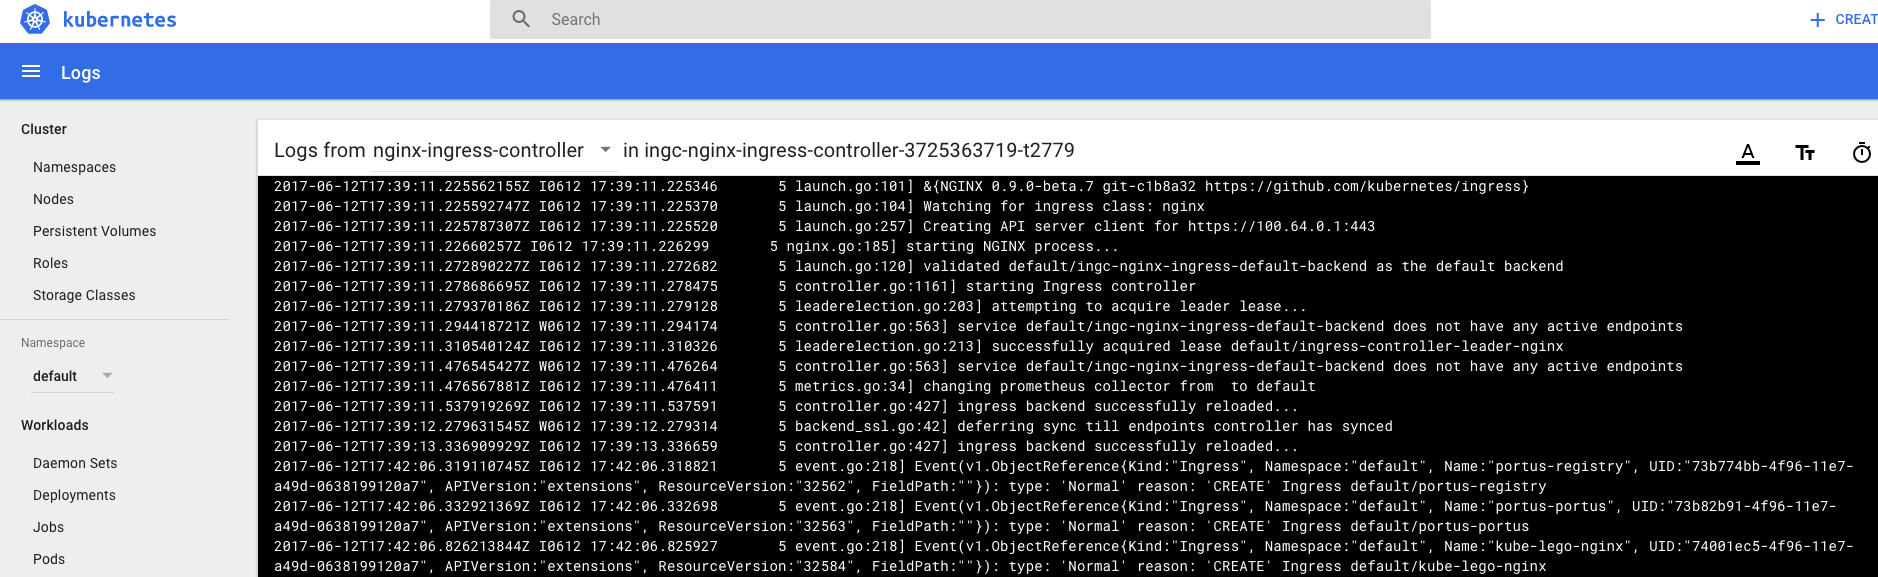 kubernetes
Search
+ CREAT
Logs
Cluster
Namespaces
Nodes
Persistent Volumes
Roles
Storage Classes
Namespace
default
Workloads
Daemon Sets
Deployments
Jobs
Pods
Logs from nginx-ingress-controller in ingc-nginx-ingress-controller-3725363719-t2779
2017-06-12T17:39:11.225562155Z I0612 17:39:11.225346 5 launch.go:101] &{NGINX 0.9.0-beta.7 git-c1b8a32 https://github.com/kubernetes/ingress}
2017-06-12T17:39:11.225592747Z I0612 17:39:11.225370 5 launch.go:104] Watching for ingress class: nginx
2017-06-12T17:39:11.225787307Z I0612 17:39:11.225520 5 launch.go:257] Creating API server client for https://100.64.0.1:443
2017-06-12T17:39:11.22660257Z I0612 17:39:11.226299 5 nginx.go:185] starting NGINX process...
2017-06-12T17:39:11.272890227Z I0612 17:39:11.272682 5 launch.go:120] validated default/ingc-nginx-ingress-default-backend as the default backend
2017-06-12T17:39:11.278686695Z I0612 17:39:11.278475 5 controller.go:1161] starting Ingress controller
2017-06-12T17:39:11.279370186Z I0612 17:39:11.279128 5 leaderelection.go:203] attempting to acquire leader lease...
2017-06-12T17:39:11.294418721Z W0612 17:39:11.294174 5 controller.go:563] service default/ingc-nginx-ingress-default-backend does not have any active endpoints
2017-06-12T17:39:11.310540124Z I0612 17:39:11.310326 5 leaderelection.go:213] successfully acquired lease default/ingress-controller-leader-nginx
2017-06-12T17:39:11.476545427Z W0612 17:39:11.476264 5 controller.go:563] service default/ingc-nginx-ingress-default-backend does not have any active endpoints
2017-06-12T17:39:11.476567881Z I0612 17:39:11.476411 5 metrics.go:34] changing prometheus collector from  to default
2017-06-12T17:39:11.537919269Z I0612 17:39:11.537591 5 controller.go:427] ingress backend successfully reloaded...
2017-06-12T17:39:12.279631545Z W0612 17:39:12.279314 5 backend_ssl.go:42] deferring sync till endpoints controller has synced
2017-06-12T17:39:13.336909929Z I0612 17:39:13.336659 5 controller.go:427] ingress backend successfully reloaded...
2017-06-12T17:42:06.319110745Z I0612 17:42:06.318821 5 event.go:218] Event(v1.ObjectReference{Kind:"Ingress", Namespace:"default", Name:"portus-registry", UID:"73b774bb-4f96-11e7-
a49d-0638199120a7", APIVersion:"extensions", ResourceVersion:"32562", FieldPath:""}): type: 'Normal' reason: 'CREATE' Ingress default/portus-registry
2017-06-12T17:42:06.332921369Z I0612 17:42:06.332698 5 event.go:218] Event(v1.ObjectReference{Kind:"Ingress", Namespace:"default", Name:"portus-portus", UID:"73b82b91-4f96-11e7-
a49d-0638199120a7", APIVersion:"extensions", ResourceVersion:"32563", FieldPath:""}): type: 'Normal' reason: 'CREATE' Ingress default/portus-portus
2017-06-12T17:42:06.826213844Z I0612 17:42:06.825927 5 event.go:218] Event(v1.ObjectReference{Kind:"Ingress", Namespace:"default", Name:"kube-lego-nginx", UID:"74001ec5-4f96-11e7-
a49d-0638199120a7", APIVersion:"extensions", ResourceVersion:"32584", FieldPath:""}): type: 'Normal' reason: 'CREATE' Ingress default/kube-lego-nginx